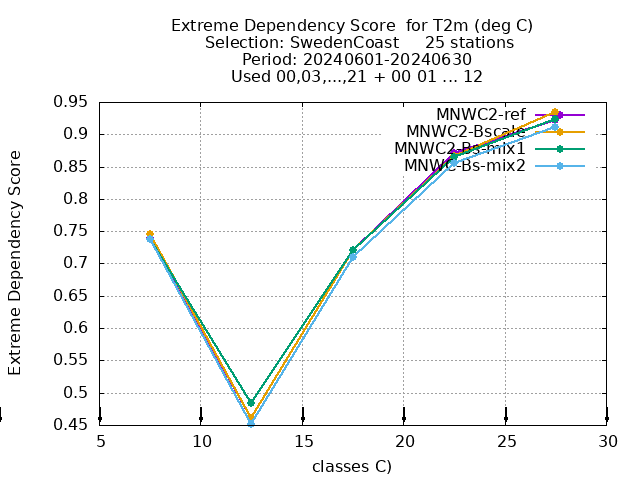 Extreme Dependency Score  for T2m (deg C)
Selection: SwedenCoast     25 stations
Period: 20240601-20240630
Used 00,03,...,21 + 00 01 ... 12
MNWC2-ref
MNWC2-Bscale
MNWC2-Bs-mix1
MNWC-Bs-mix2
Extreme Dependency Score
0.95
0.9
0.85
0.8
0.75
0.7
0.65
0.6
0.55
0.5
0.45
5 10 15 20 25 30
classes C)